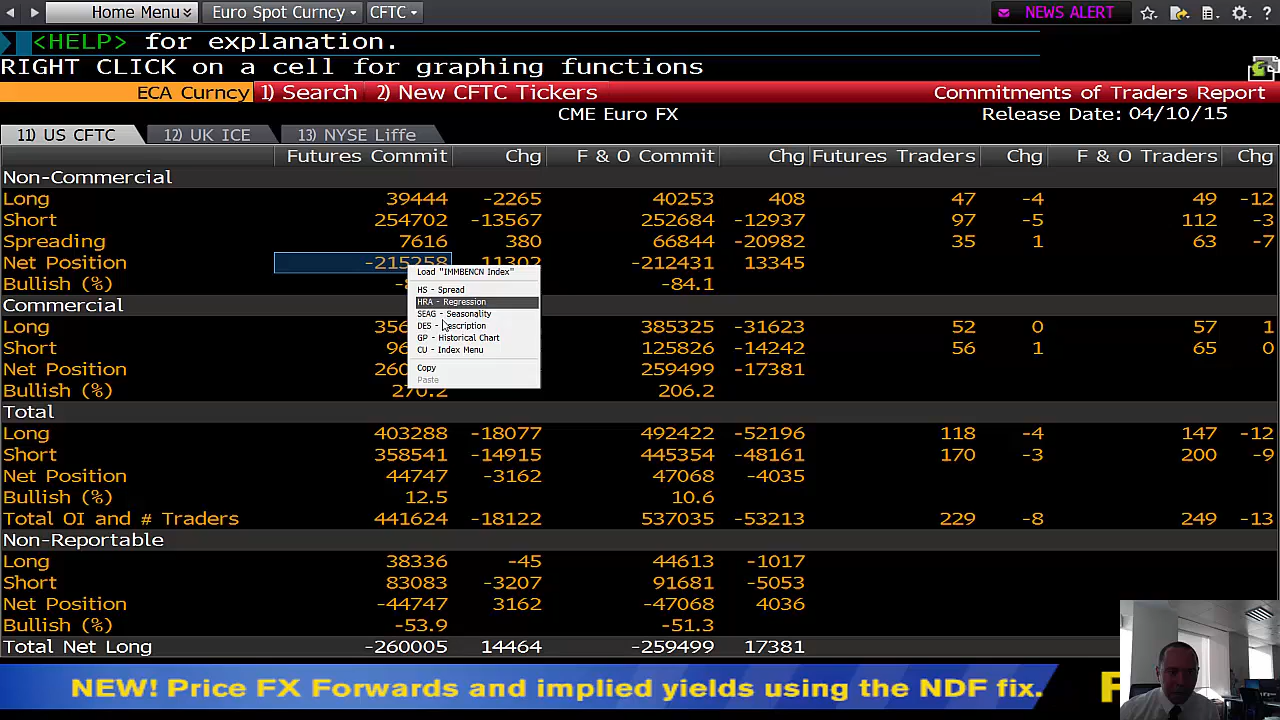 Home Menu Euro Spot Curncy CFTC NEWS ALERT ?
<HELP> for explanation.
RIGHT CLICK on a cell for graphing functions
ECA Curncy 1) Search 2) New CFTC Tickers Commitments of Traders Report
CME Euro FX Release Date: 04/10/15
11) US CFTC 12) UK ICE 13) NYSE Liffe
Futures Commit Chg F & O Commit Chg Futures Traders Chg F & O Traders Chg
Non-Commercial
Long 39444 -2265 40253 408 47 -4 49 -12
Short 254702 -13567 252684 -12937 97 -5 112 -3
Spreading 7616 380 66844 -20982 35 1 63 -7
Net Position -215258 11302 -212431 13345
Load "IMMBENCN Index"
Bullish (%) -84.1
HS - Spread
HRA - Regression
Commercial
SEAG - Seasonality
Long 385325 -31623 52 0 57 1
DES - Description
GP - Historical Chart
Short 125826 -14242 56 1 65 0
CU - Index Menu
Net Position 259499 -17381
Copy
Paste
Bullish (%) 270.2 206.2
Total
Long 403288 -18077 492422 -52196 118 -4 147 -12
Short 358541 -14915 445354 -48161 170 -3 200 -9
Net Position 44747 -3162 47068 -4035
Bullish (%) 12.5 10.6
Total OI and # Traders 441624 -18122 537035 -53213 229 -8 249 -13
Non-Reportable
Long 38336 -45 44613 -1017
Short 83083 -3207 91681 -5053
Net Position -44747 3162 -47068 4036
Bullish (%) -53.9 -51.3
Total Net Long -260005 14464 -259499 17381
NEW! Price FX Forwards and implied yields using the NDF fix.